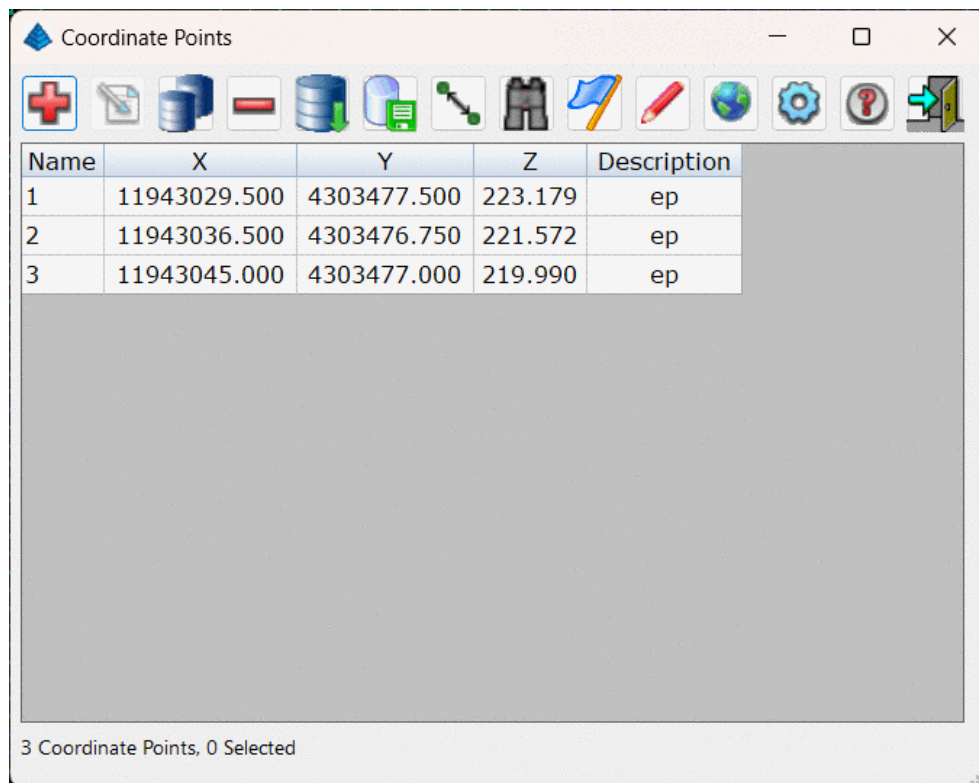 Coordinate Points
Name X Y Z Description
1 11943029.500 4303477.500 223.179 ep
2 11943036.500 4303476.750 221.572 ep
3 11943045.000 4303477.000 219.990 ep
3 Coordinate Points, 0 Selected